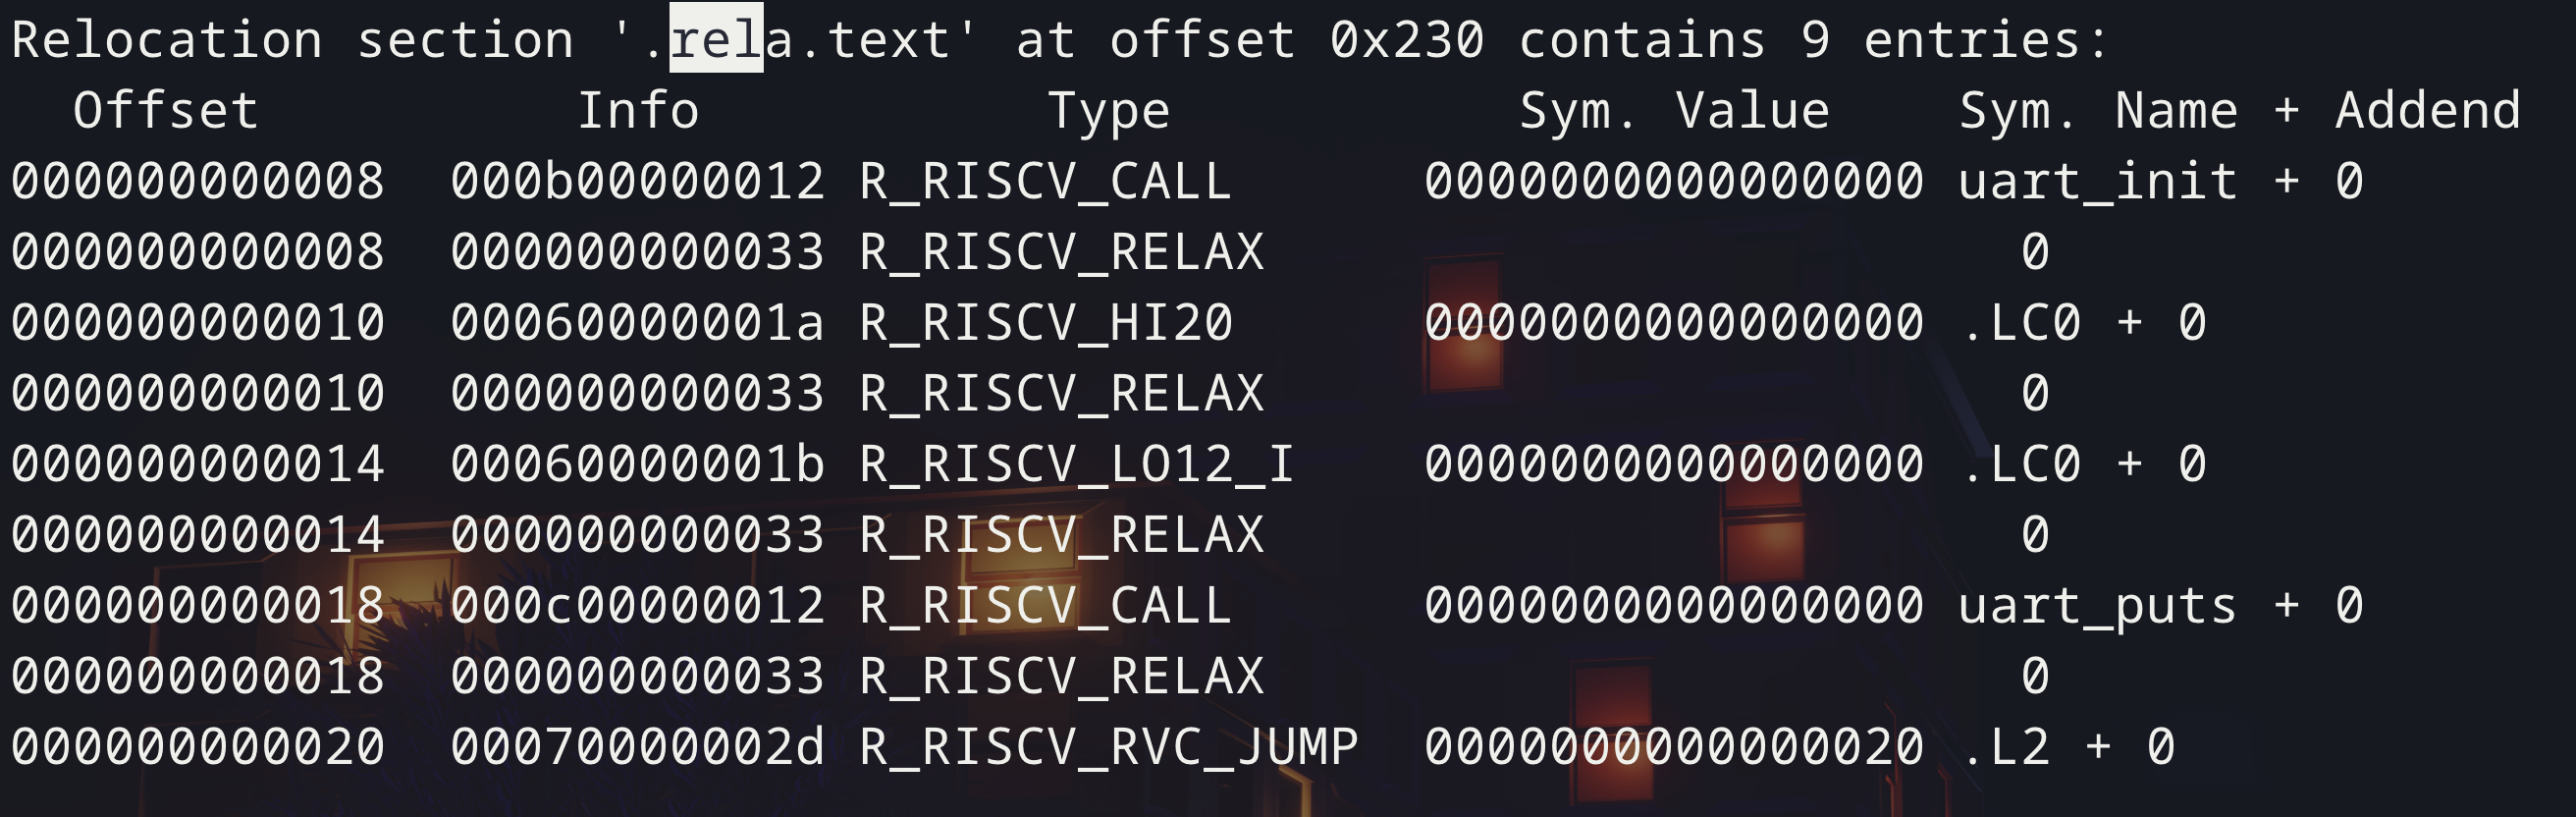 Relocation section '.rela.text' at offset 0x230 contains 9 entries:
Offset Info Type Sym. Value Sym. Name + Addend
000000000008 000b00000012 R_RISCV_CALL 0000000000000000 uart_init + 0
000000000008 000000000033 R_RISCV_RELAX 0
000000000010 00060000001a R_RISCV_HI20 0000000000000000 .LC0 + 0
000000000010 000000000033 R_RISCV_RELAX 0
000000000014 00060000001b R_RISCV_LO12_I 0000000000000000 .LC0 + 0
000000000014 000000000033 R_RISCV_RELAX 0
000000000018 000c00000012 R_RISCV_CALL 0000000000000000 uart_puts + 0
000000000018 000000000033 R_RISCV_RELAX 0
000000000020 00070000002d R_RISCV_RVC_JUMP 0000000000000020 .L2 + 0